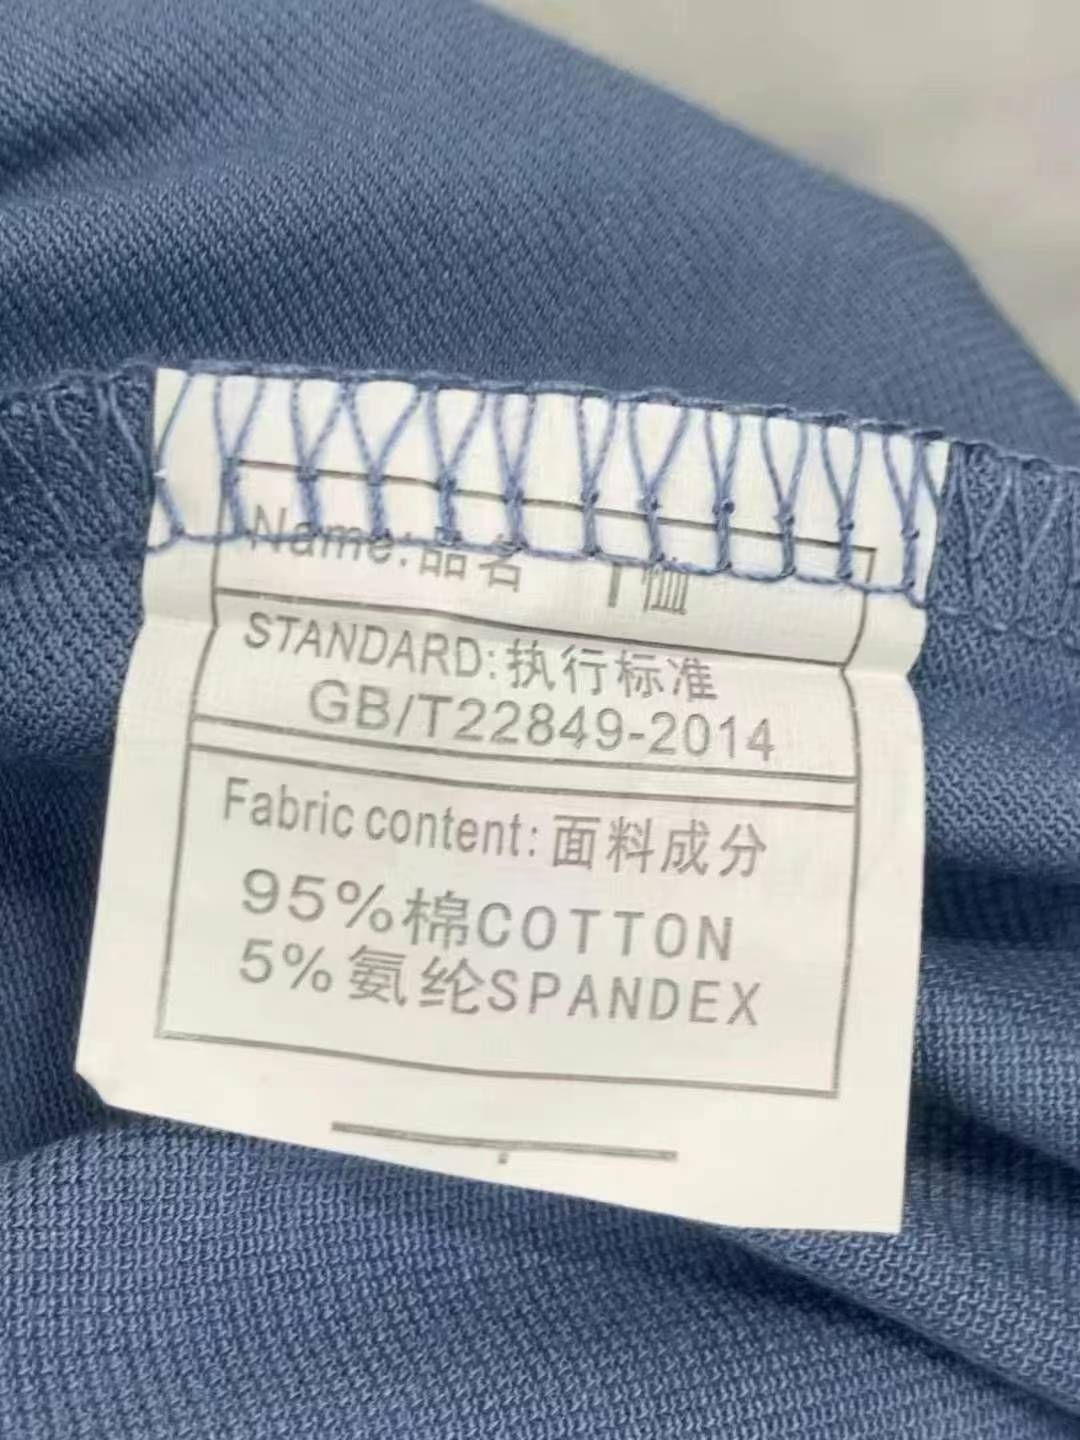 Name:品名 T恤
STANDARD:执行标准
GB/T22849-2014
Fabric content:面料成分
95%棉COTTON
5%氨纶SPANDEX